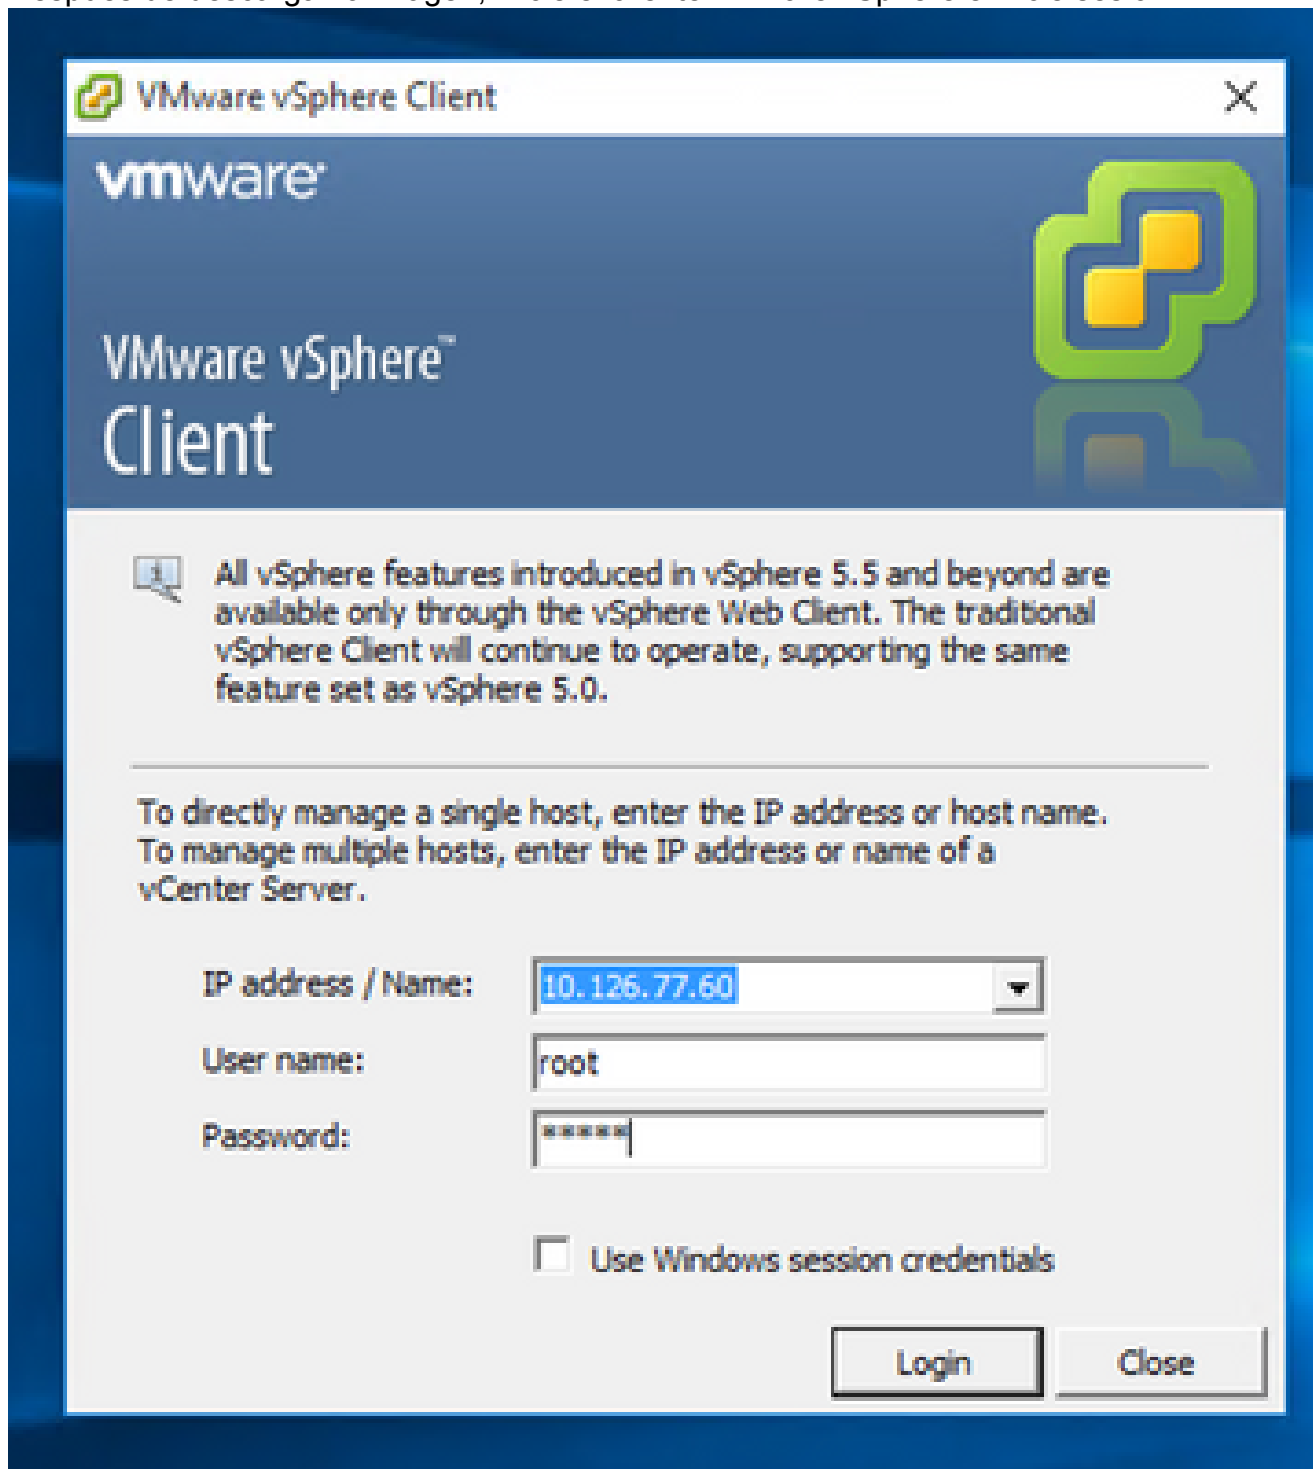 VMware vSphere Client
vmware
VMware vSphere™
Client
All vSphere features introduced in vSphere 5.5 and beyond are
available only through the vSphere Web Client. The traditional
vSphere Client will continue to operate, supporting the same
feature set as vSphere 5.0.
To directly manage a single host, enter the IP address or host name.
To manage multiple hosts, enter the IP address or name of a
vCenter Server.
IP address / Name: 10.126.77.60
User name: root
Password: *****
Use Windows session credentials
Login Close